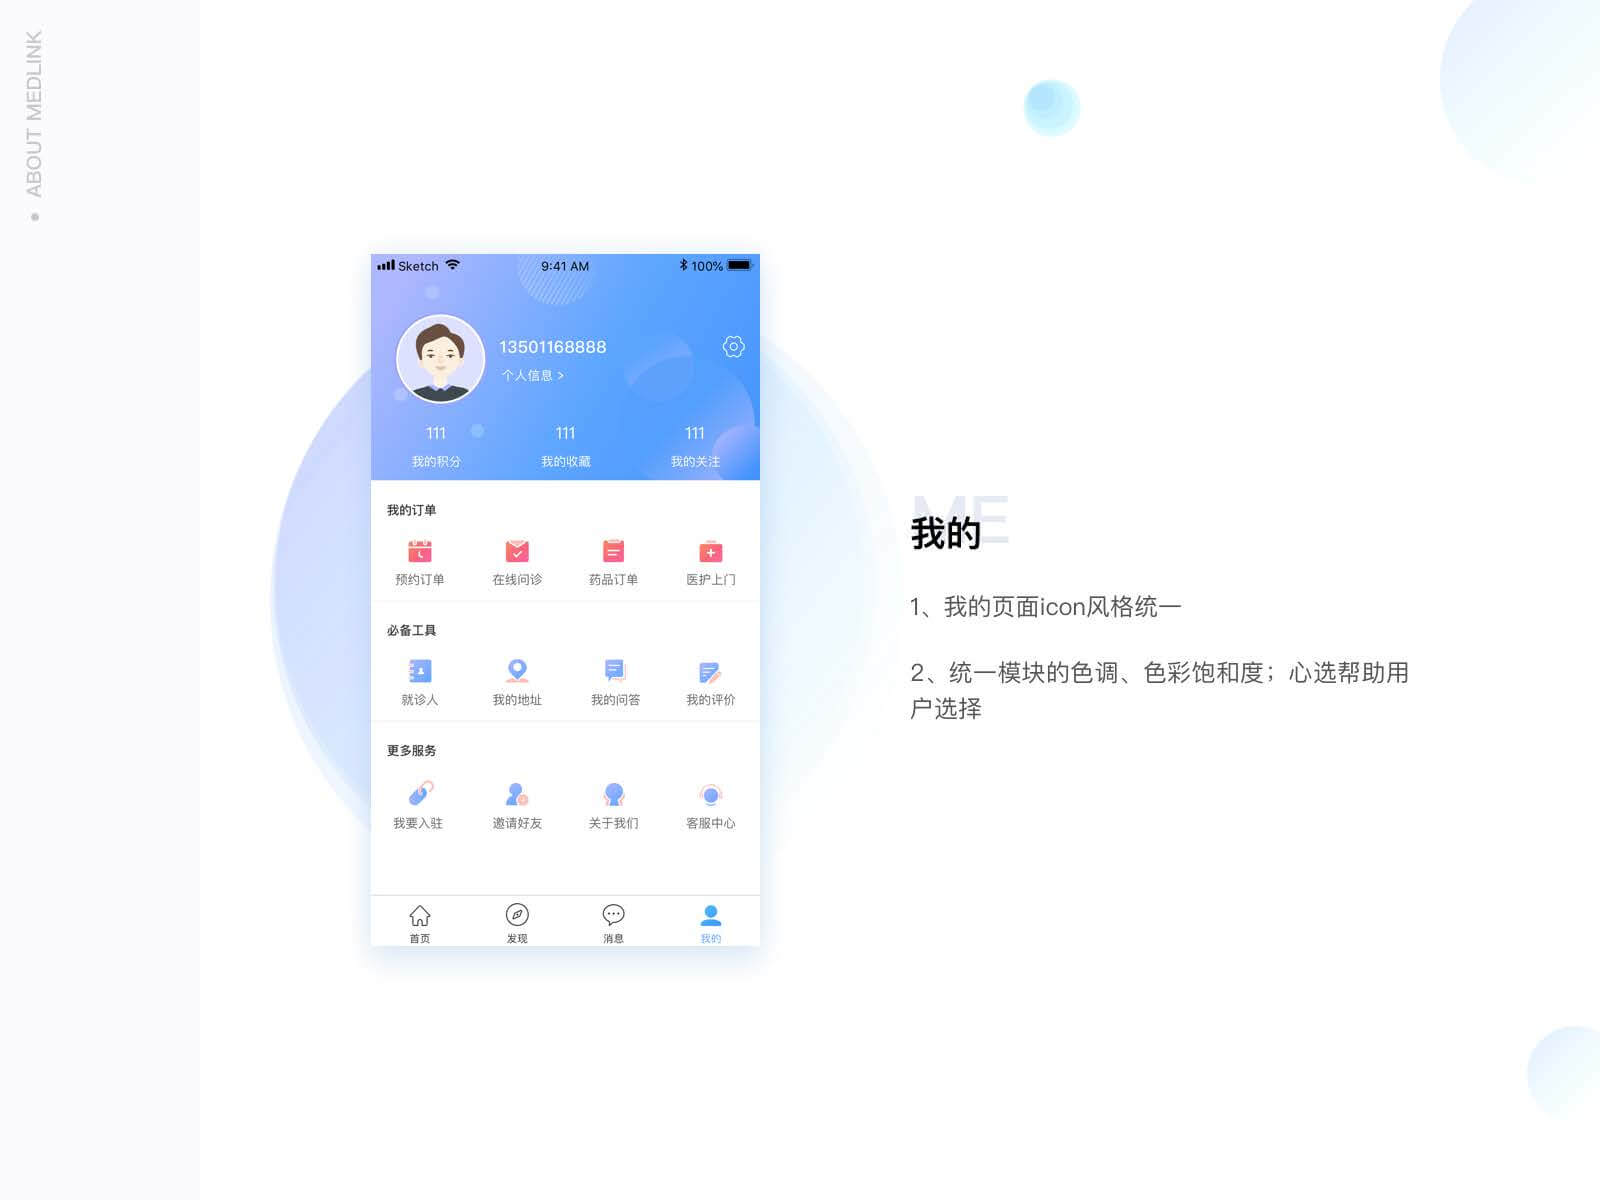 ABOUT MEDLINK
Sketch 9:41 AM 100%
13501168888
个人信息 >
111 111 111
我的积分 我的收藏 我的关注
我的订单
预约订单 在线问诊 药品订单 医护上门
必备工具
就诊人 我的地址 我的问答 我的评价
更多服务
我要入驻 邀请好友 关于我们 客服中心
首页 发现 消息 我的
ME
我的
1、我的页面icon风格统一
2、统一模块的色调、色彩饱和度；心选帮助用
户选择